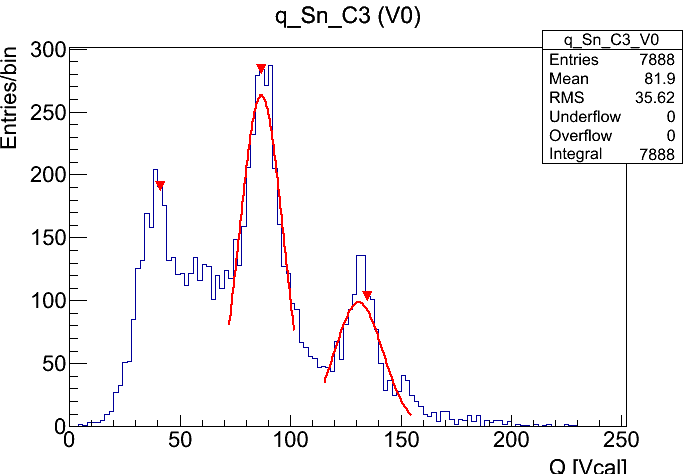 q_Sn_C3 (V0)
q_Sn_C3_V0
Entries 7888
Mean 81.9
RMS 35.62
Underflow 0
Overflow 0
Integral 7888
Entries/bin
300
250
200
150
100
50
0
0 50 100 150 200 250
Q [Vcal]